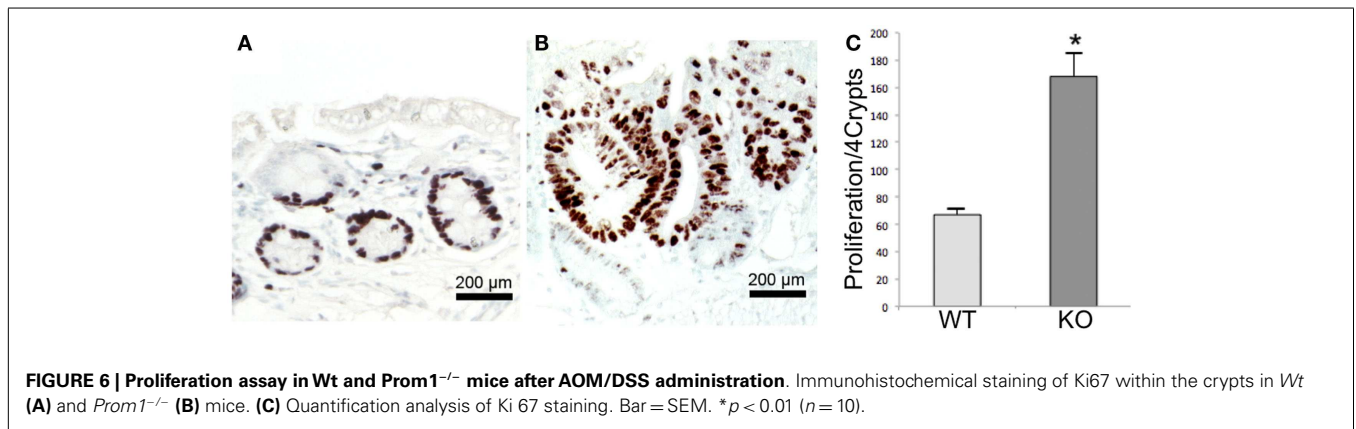 A
B
C
200 µm
200 µm
Proliferation/4Crypts
200
180
160
140
120
100
80
60
40
20
0
*
WT
KO
FIGURE 6 | Proliferation assay in Wt and Prom1−/− mice after AOM/DSS administration. Immunohistochemical staining of Ki67 within the crypts in Wt
(A) and Prom1−/− (B) mice. (C) Quantification analysis of Ki 67 staining. Bar = SEM. *p < 0.01 (n = 10).